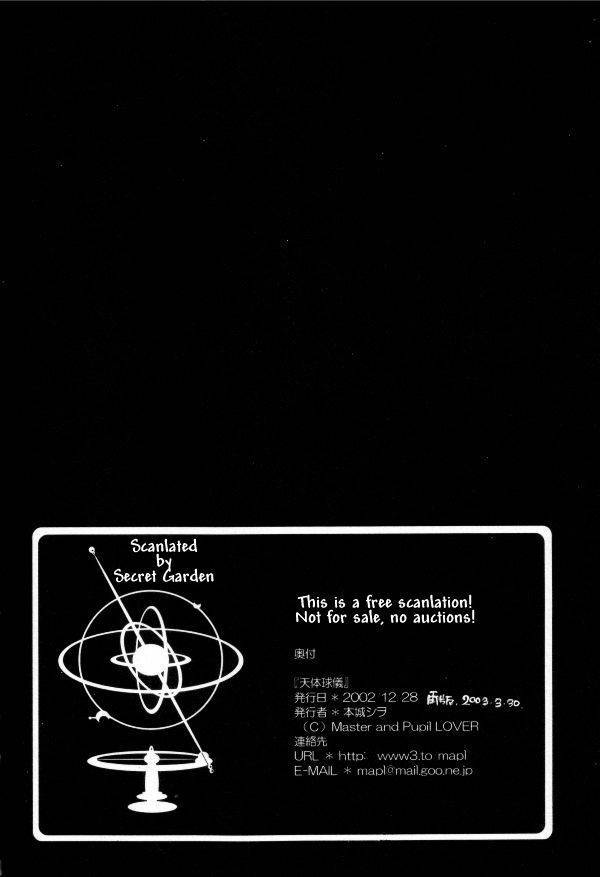 Scanlated
by
Secret Garden
This is a free scanlation!
Not for sale, no auctions!
奥付
『天体球儀』
発行日 * 2002 12 28 再版. 2003.3.30.
発行者 * 本城シヲ
(C) Master and Pupil LOVER
連絡先
URL * http: www3.to mapl
E-MAIL * mapl@mail.goo.ne.jp